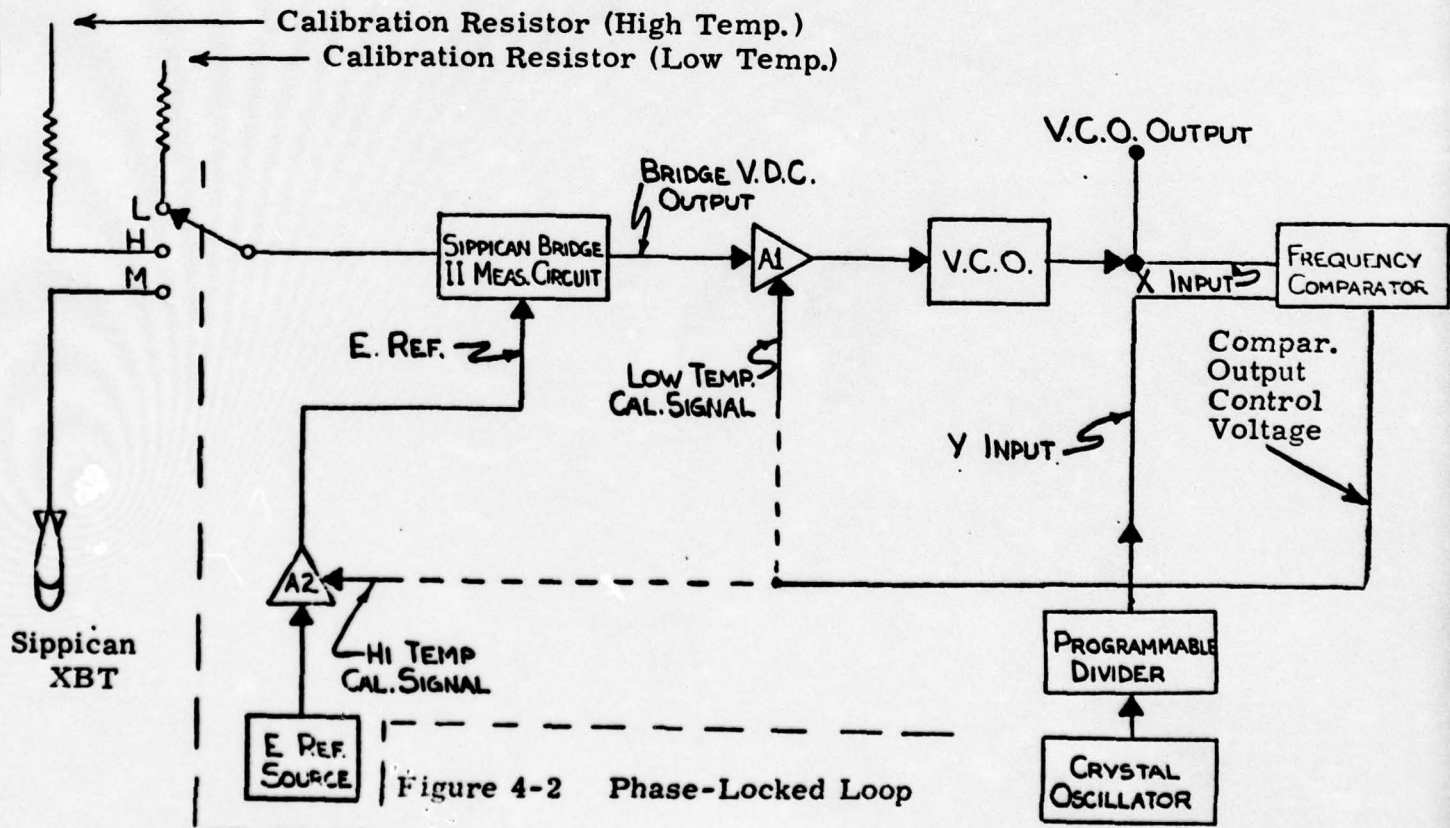 Calibration Resistor (High Temp.)
Calibration Resistor (Low Temp.)
V.C.O. OUTPUT
BRIDGE V.D.C.
OUTPUT
L
H
M
SIPPICAN BRIDGE
II MEAS. CIRCUIT
A1
V.C.O.
X INPUT
FREQUENCY
COMPARATOR
E. REF.
LOW TEMP.
CAL. SIGNAL
Y INPUT
Compar.
Output
Control
Voltage
A2
Sippican
XBT
HI TEMP
CAL. SIGNAL
PROGRAMMABLE
DIVIDER
E REF.
SOURCE
CRYSTAL
OSCILLATOR
Figure 4-2 Phase-Locked Loop